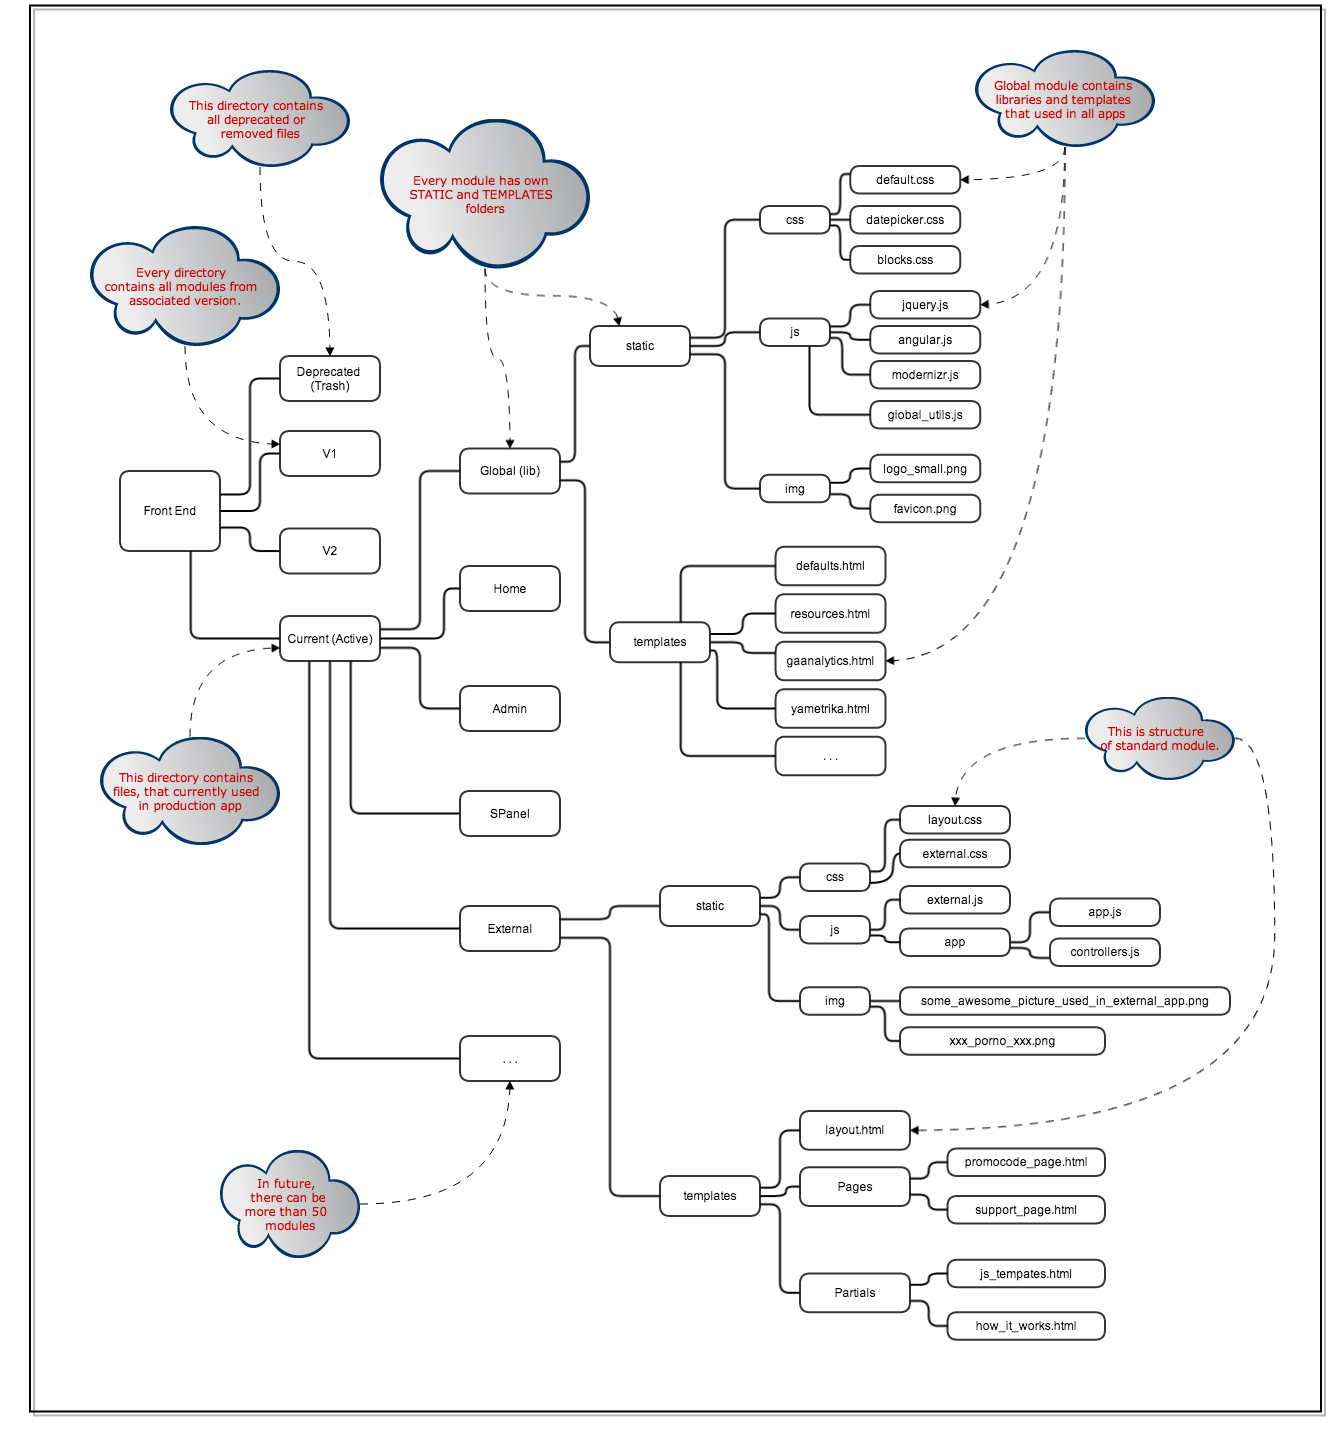 This directory contains
all deprecated or
removed files
Global module contains
libraries and templates
that used in all apps
Every module has own
STATIC and TEMPLATES
folders
Every directory
contains all modules from
associated version.
default.css
css
datepicker.css
blocks.css
jquery.js
js
angular.js
static
modernizr.js
global_utils.js
Deprecated
(Trash)
V1
Global (lib)
logo_small.png
img
favicon.png
Front End
V2
defaults.html
Home
resources.html
Current (Active)
templates
gaanalytics.html
yametrika.html
Admin
. . .
This is structure
of standard module.
This directory contains
files, that currently used
in production app
SPanel
layout.css
external.css
css
static
external.js
app.js
External
js
app
controllers.js
img
some_awesome_picture_used_in_external_app.png
xxx_porno_xxx.png
. . .
layout.html
In future,
there can be
more than 50
modules
promocode_page.html
templates
Pages
support_page.html
js_tempates.html
Partials
how_it_works.html